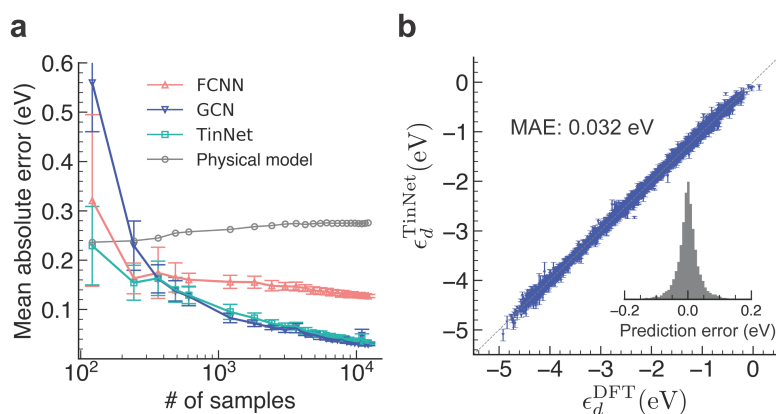 a
Mean absolute error (eV)
0.6
0.5
0.4
0.3
0.2
0.1
FCNN
GCN
TinNet
Physical model
10²
10³
10⁴
# of samples
b
ϵ_d^TinNet (eV)
0
−1
−2
−3
−4
−5
MAE: 0.032 eV
−0.2 0.0 0.2
Prediction error (eV)
−5 −4 −3 −2 −1 0
ϵ_d^DFT (eV)